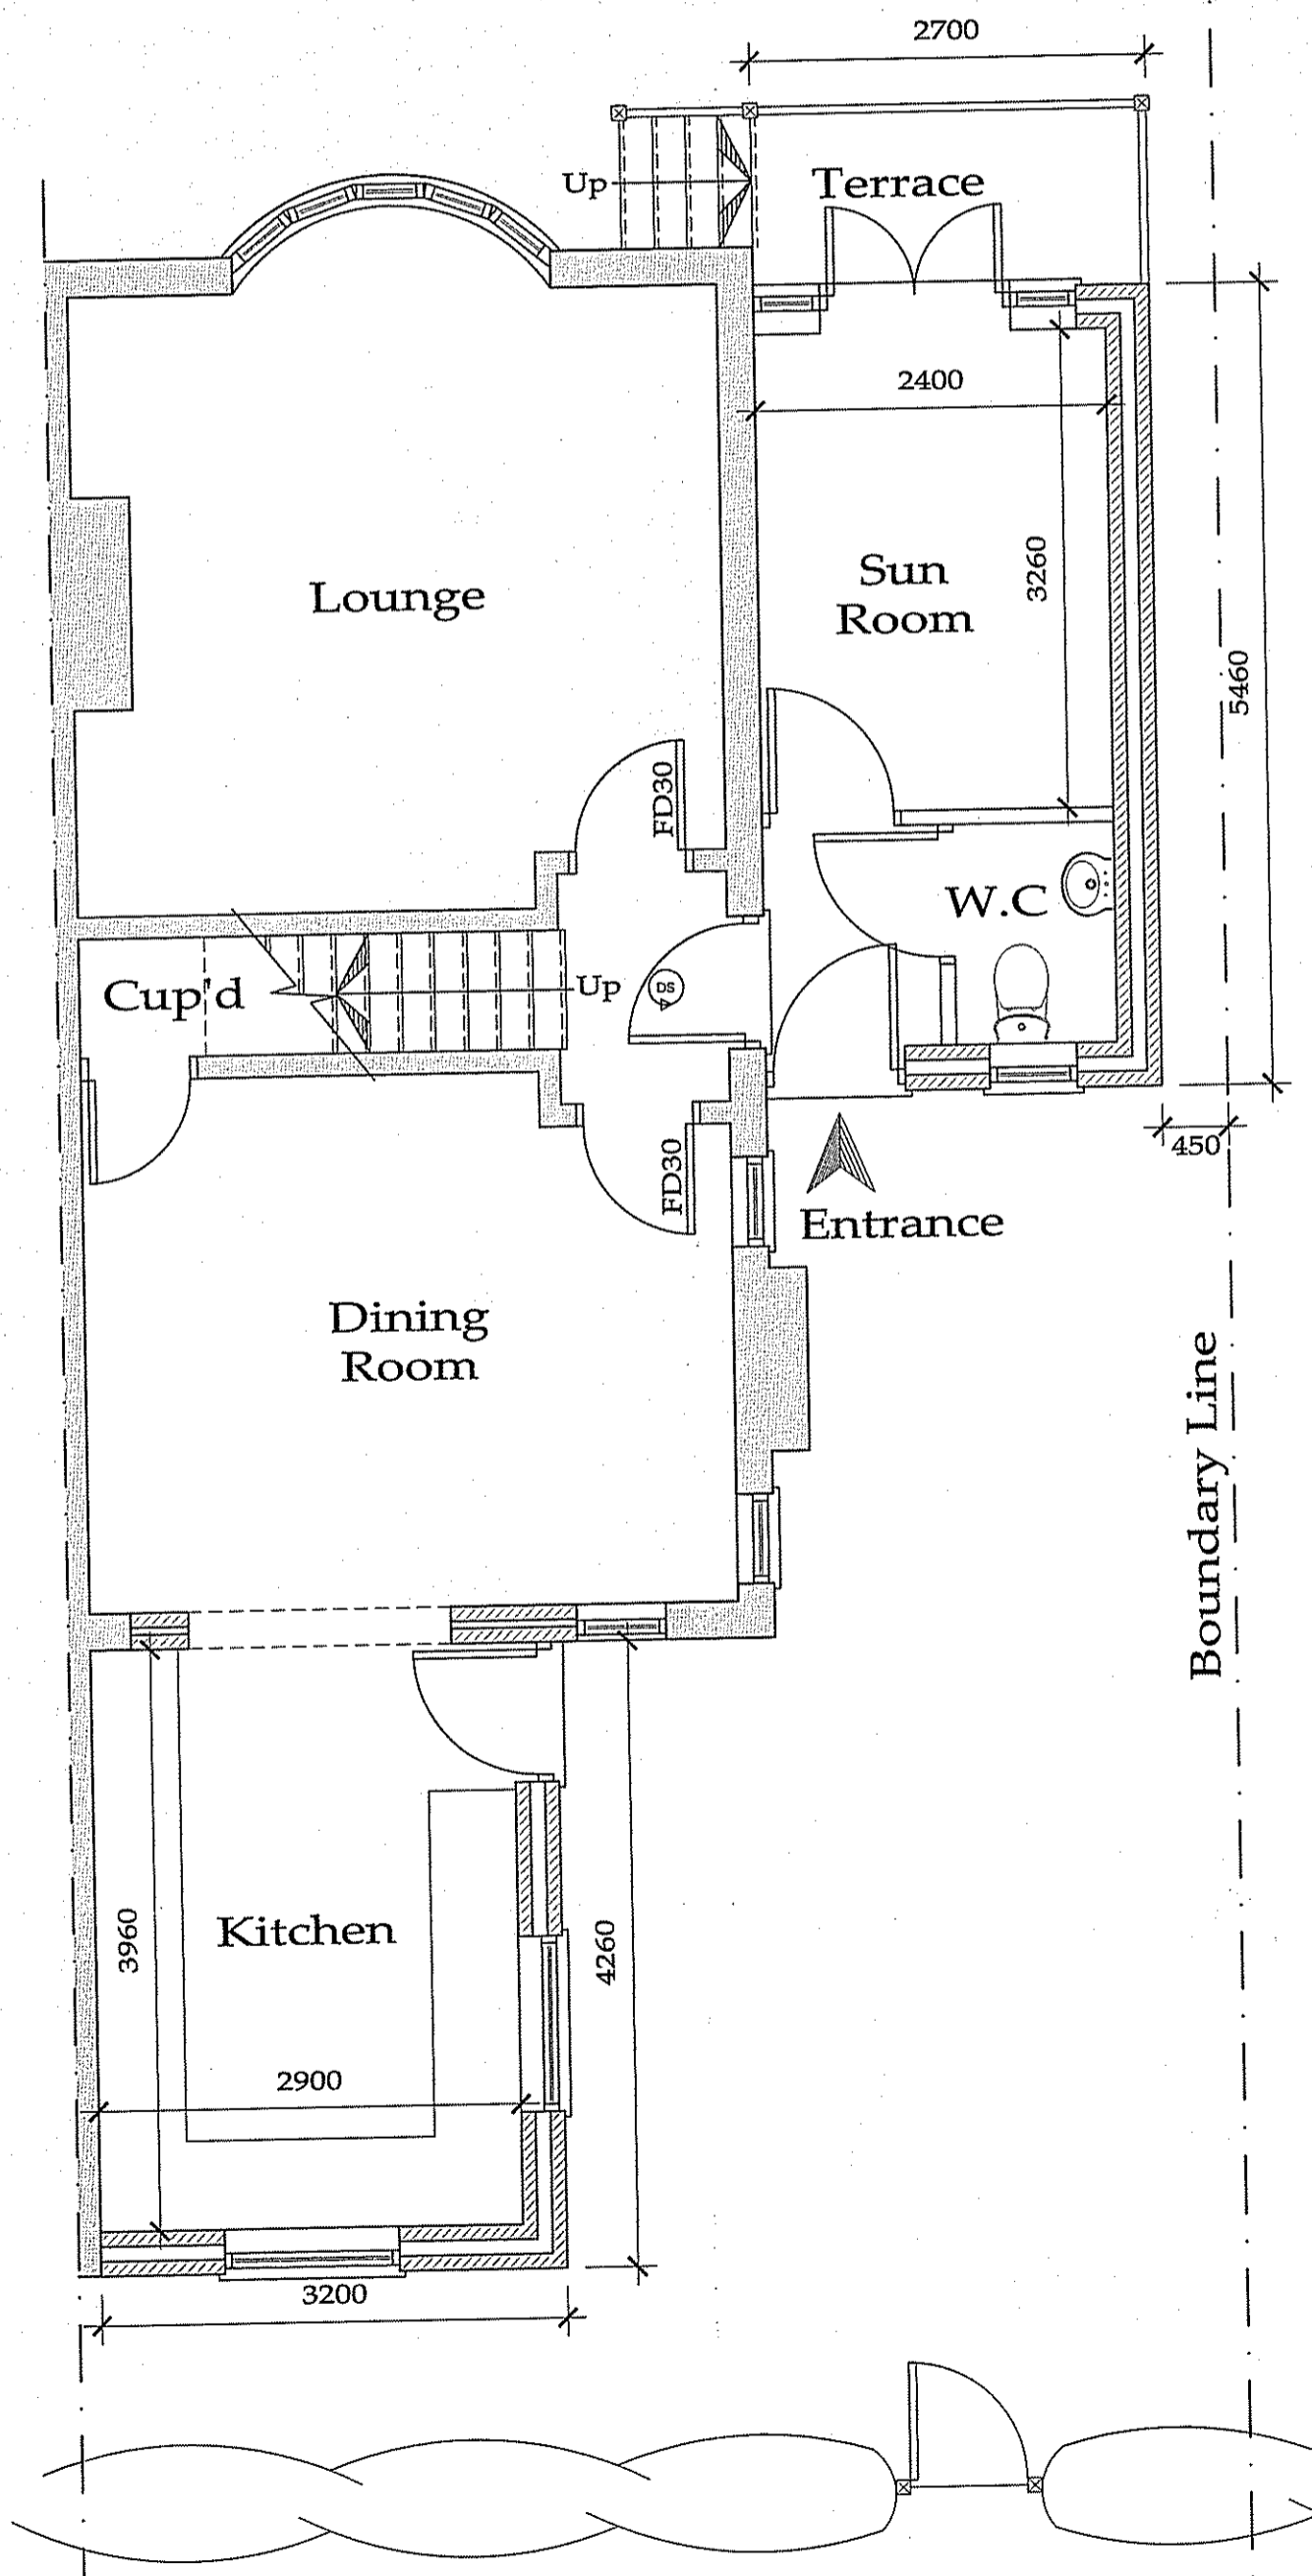 2700
Up
Terrace
2400
Lounge
Sun
Room
3260
5460
FD30
W.C
Cup'd
Up
DS
450
FD30
Entrance
Dining
Room
Boundary Line
Kitchen
3960
4260
2900
3200